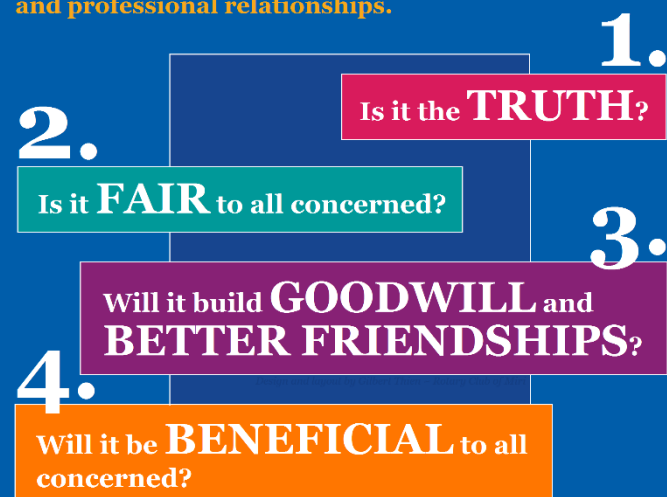 and professional relationships.
1.
Is it the TRUTH?
2.
Is it FAIR to all concerned?
3.
Will it build GOODWILL and
BETTER FRIENDSHIPS?
4.
Will it be BENEFICIAL to all
concerned?